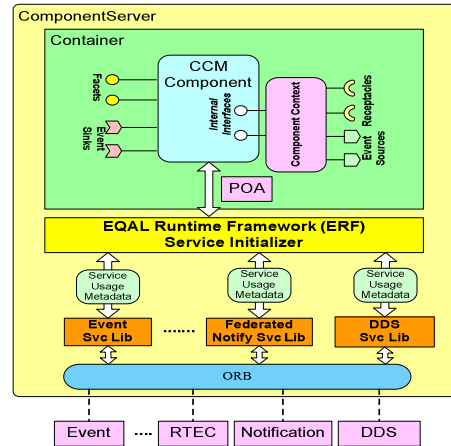 ComponentServer
Container
CCM
Component
Facets
Event
Sinks
Internal
Interfaces
Component Context
Receptacles
Event
Sources
POA
EQAL Runtime Framework (ERF)
Service Initializer
Service
Usage
Metadata
Service
Usage
Metadata
Service
Usage
Metadata
Event
Svc Lib
........
Federated
Notify Svc Lib
DDS
Svc Lib
ORB
Event
....
RTEC
Notification
DDS